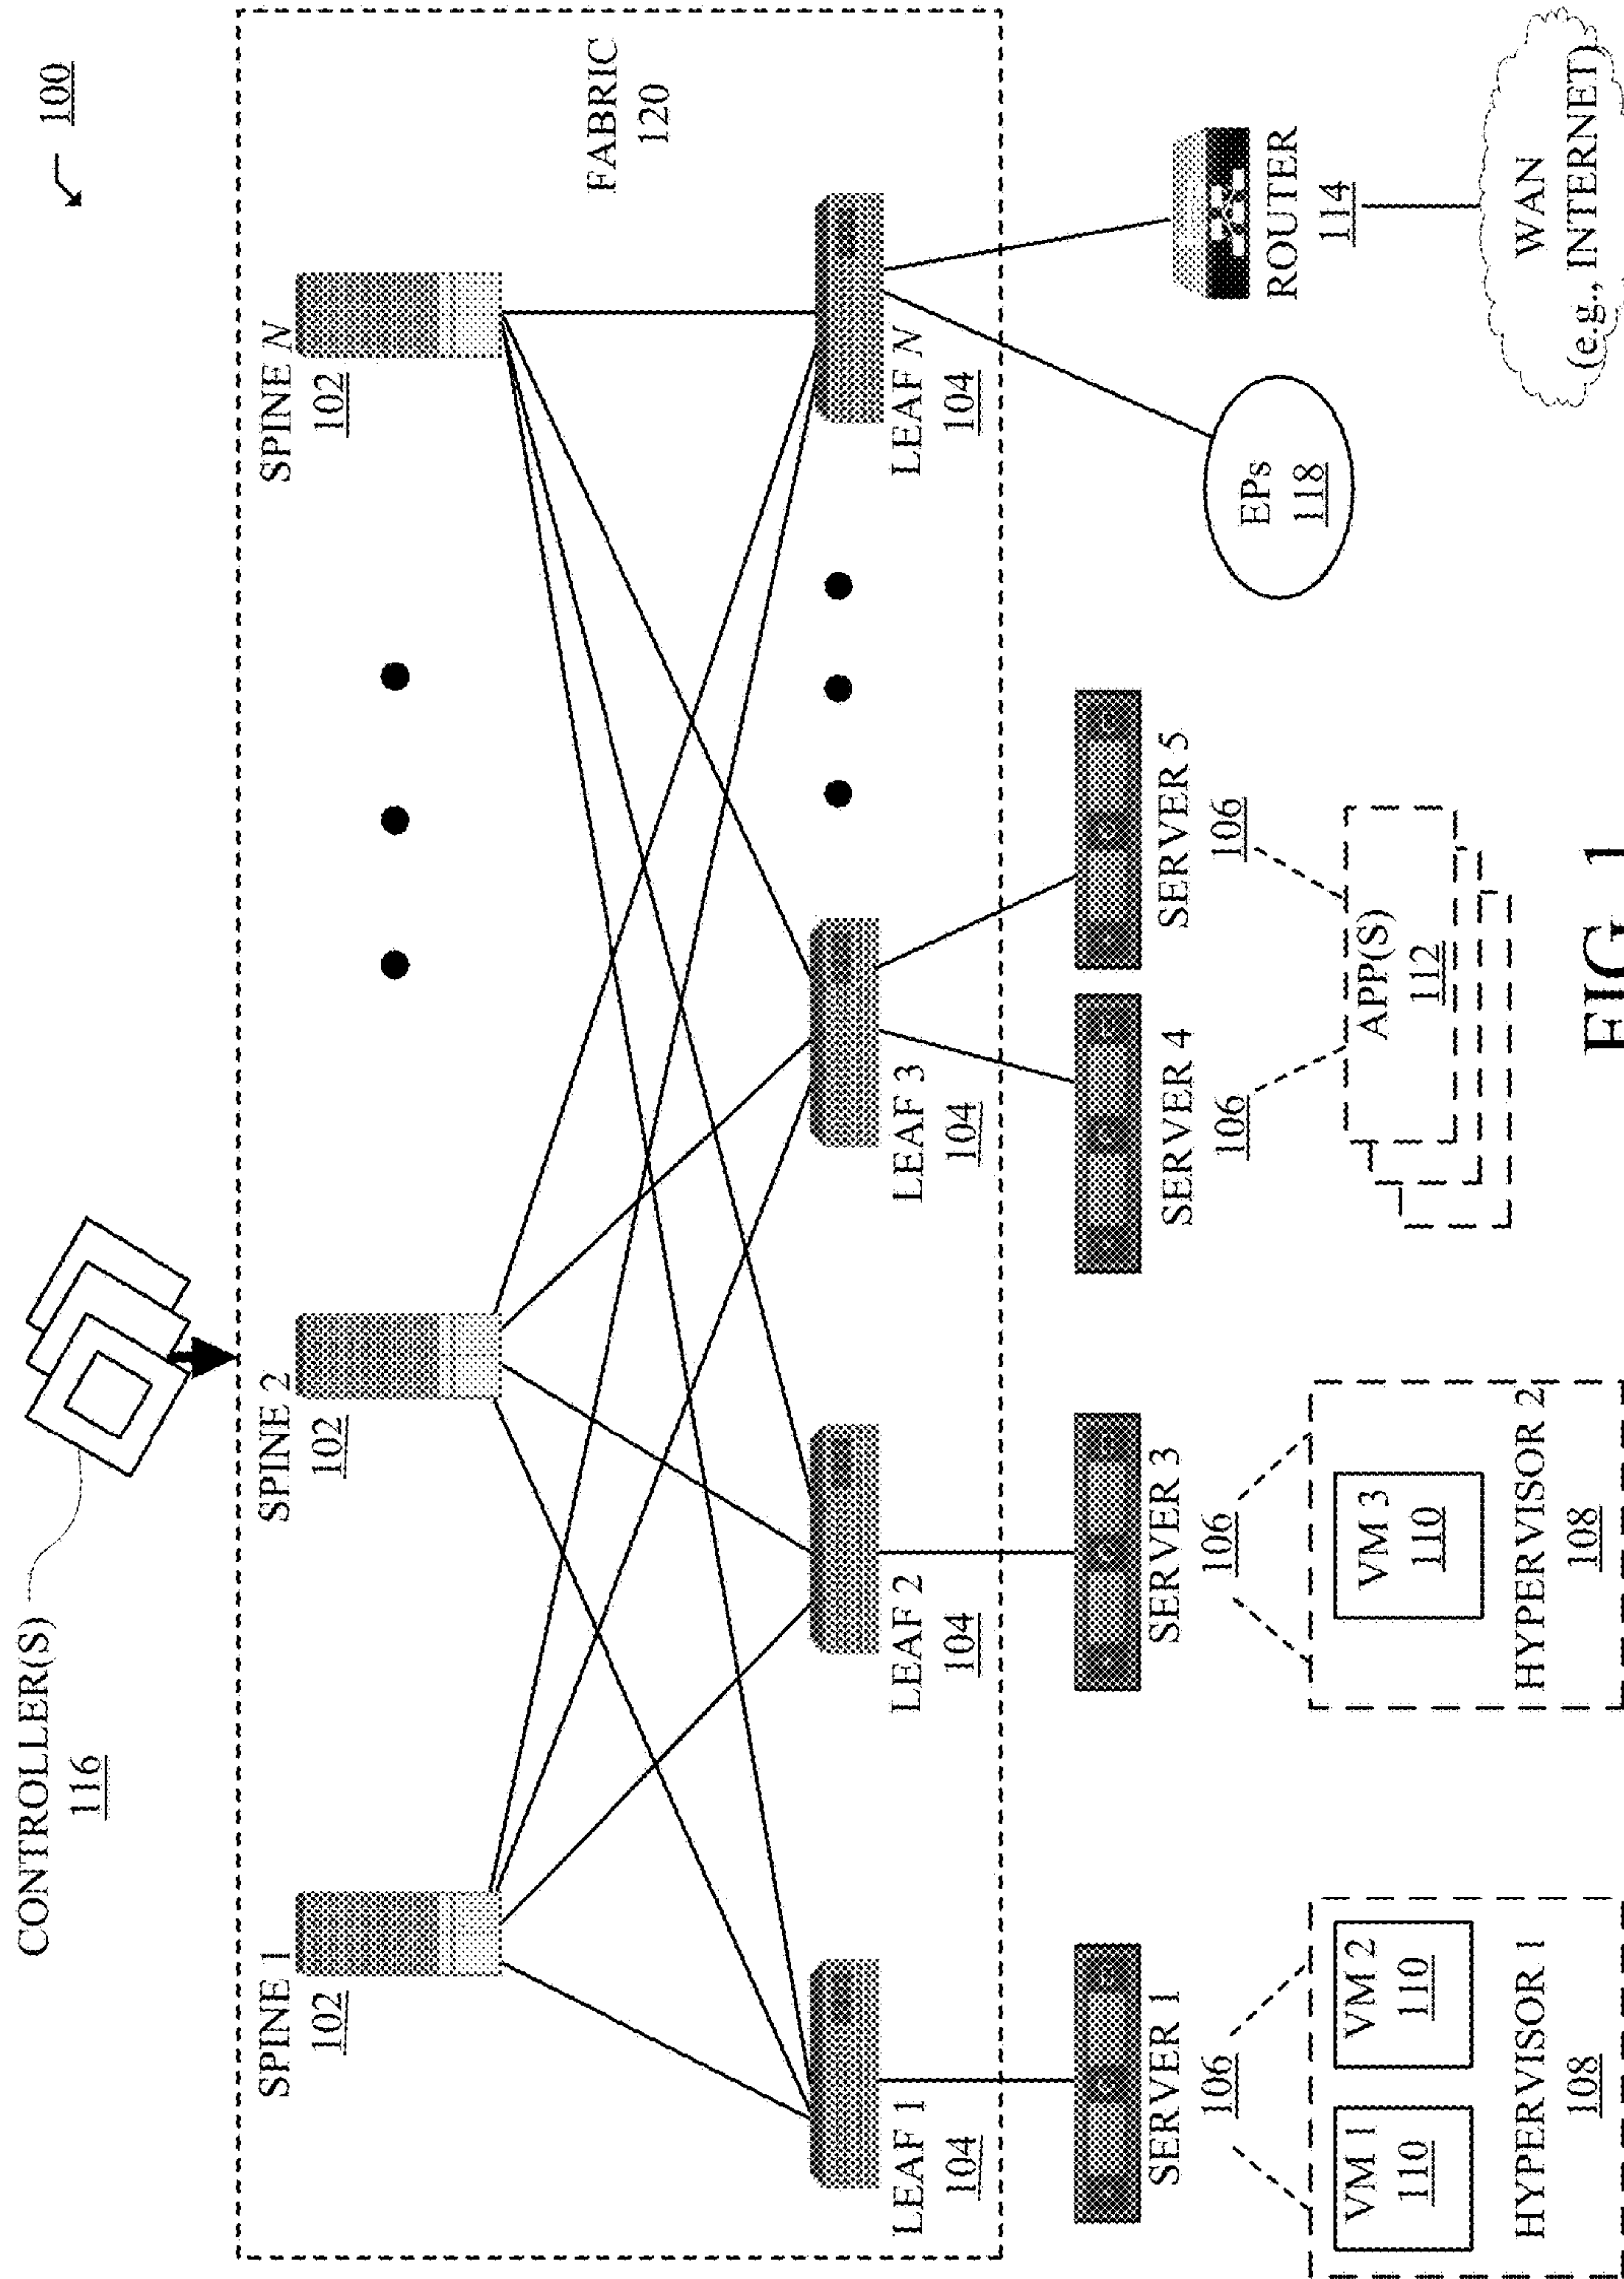 100
CONTROLLER(S)
116
SPINE 1
102
SPINE 2
102
SPINE N
102
FABRIC
120
LEAF 1
104
LEAF 2
104
LEAF 3
104
LEAF N
104
SERVER 1
106
SERVER 3
106
SERVER 4
106
SERVER 5
106
EPs
118
ROUTER
114
VM 1
110
VM 2
110
HYPERVISOR 1
108
VM 3
110
HYPERVISOR 2
108
APP(S)
112
WAN
(e.g., INTERNET)
FIG. 1